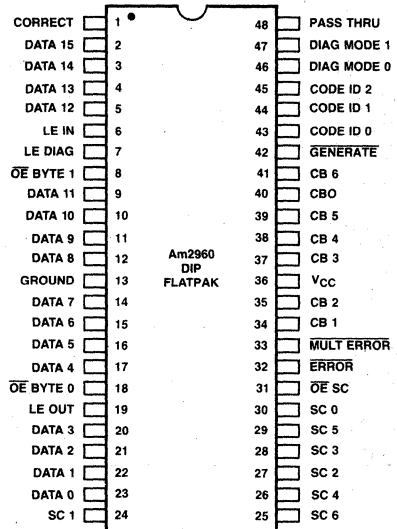 CORRECT 1 48 PASS THRU
DATA 15 2 47 DIAG MODE 1
DATA 14 3 46 DIAG MODE 0
DATA 13 4 45 CODE ID 2
DATA 12 5 44 CODE ID 1
LE IN 6 43 CODE ID 0
LE DIAG 7 42 GENERATE
OE BYTE 1 8 41 CB 6
DATA 11 9 40 CBO
DATA 10 10 39 CB 5
DATA 9 11 38 CB 4
DATA 8 12 37 CB 3
Am2960
DIP
FLATPAK
GROUND 13 36 VCC
DATA 7 14 35 CB 2
DATA 6 15 34 CB 1
DATA 5 16 33 MULT ERROR
DATA 4 17 32 ERROR
OE BYTE 0 18 31 OE SC
LE OUT 19 30 SC 0
DATA 3 20 29 SC 5
DATA 2 21 28 SC 3
DATA 1 22 27 SC 2
DATA 0 23 26 SC 4
SC 1 24 25 SC 6